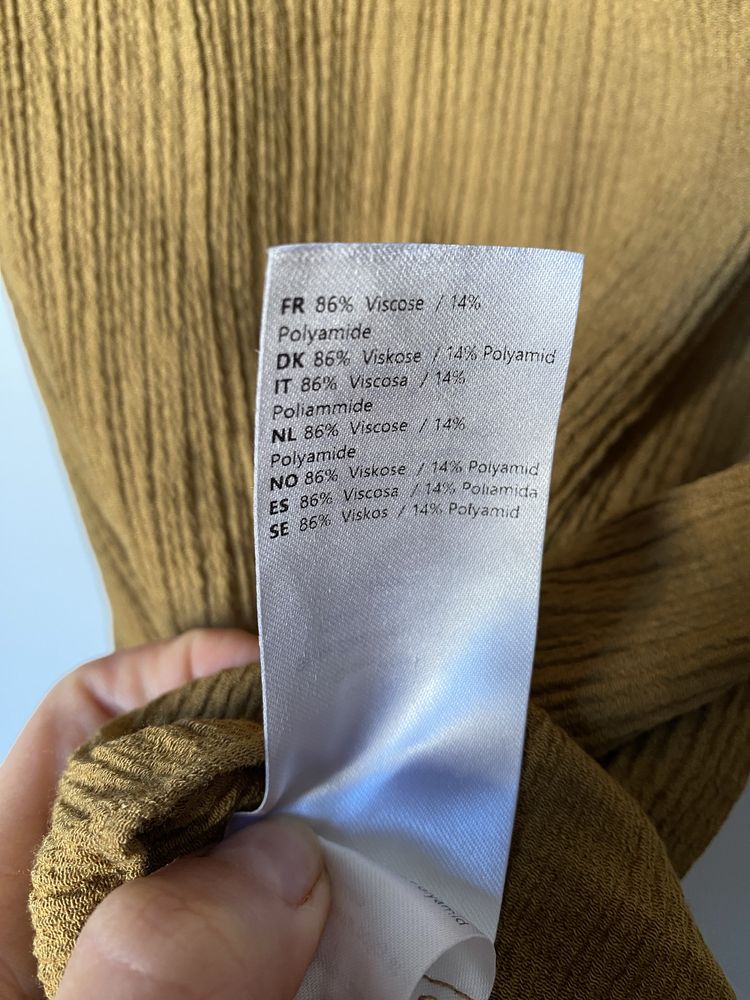 FR 86% Viscose / 14%
Polyamide
DK 86% Viskose / 14% Polyamid
IT 86% Viscosa / 14%
Poliammide
NL 86% Viscose / 14%
Polyamide
NO 86% Viskose / 14% Polyamid
ES 86% Viscosa / 14% Poliamida
SE 86% Viskos / 14% Polyamid
Polyamid